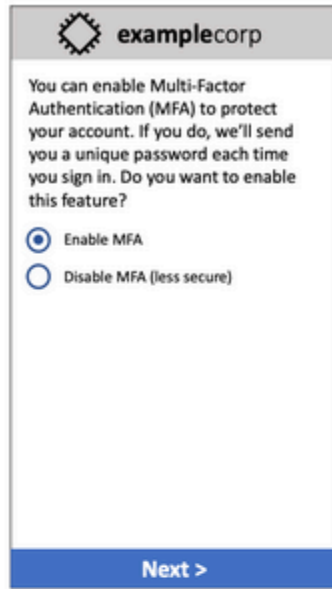 examplecorp
You can enable Multi-Factor
Authentication (MFA) to protect
your account. If you do, we'll send
you a unique password each time
you sign in. Do you want to enable
this feature?
Enable MFA
Disable MFA (less secure)
Next >